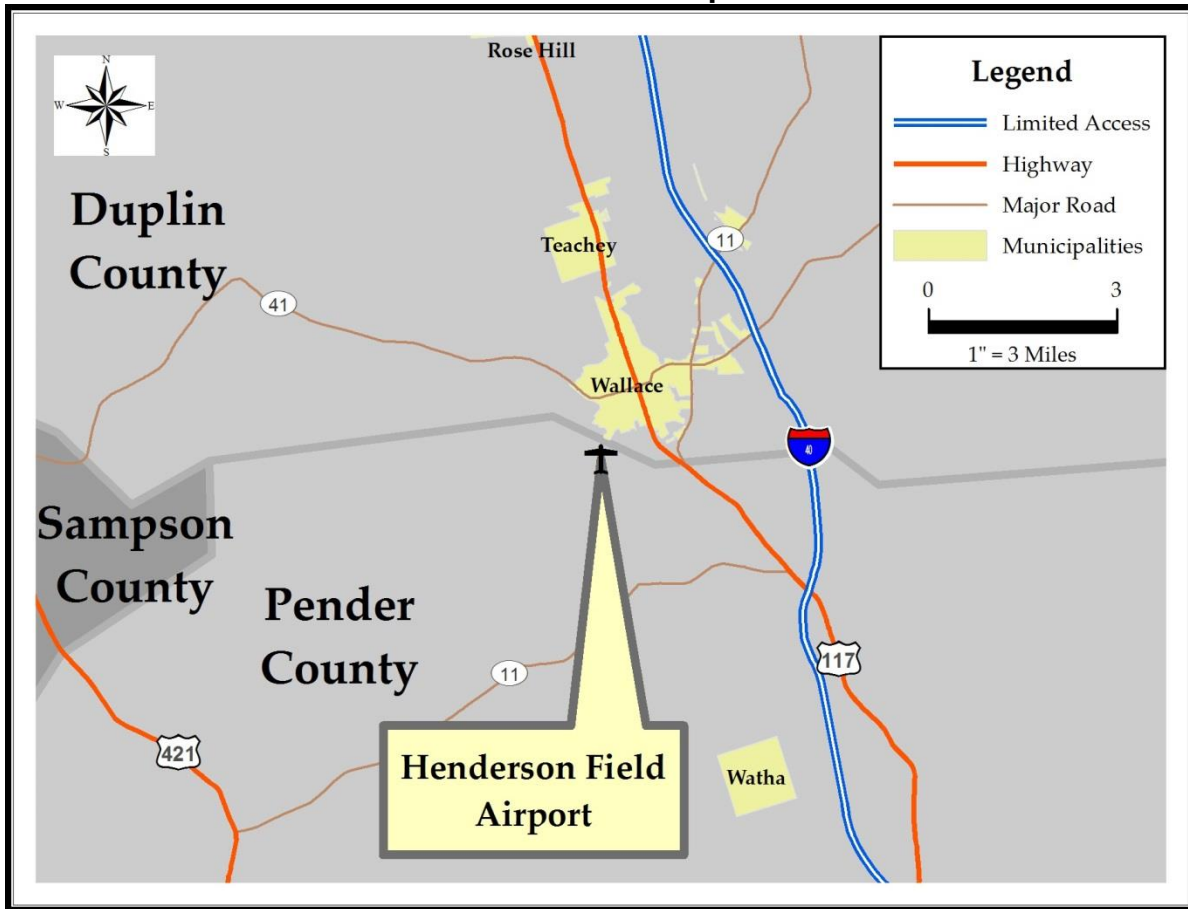 Rose Hill
N
W
E
S
Legend
Limited Access
Highway
Major Road
Municipalities
0
3
1" = 3 Miles
Duplin
County
Teachey
11
41
Wallace
40
Sampson
County
Pender
County
11
117
421
Henderson Field
Airport
Watha